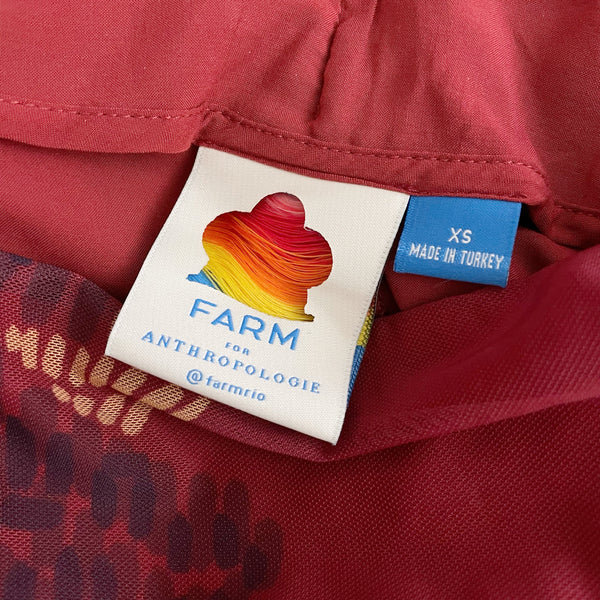 FARM
FOR
ANTHROPOLOGIE
@farmrio
XS
MADE IN TURKEY